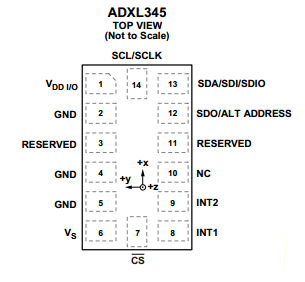 ADXL345
TOP VIEW
(Not to Scale)
SCL/SCLK
VDD I/O 1 14 13 SDA/SDI/SDIO
GND 2 12 SDO/ALT ADDRESS
RESERVED 3 11 RESERVED
+x
GND 4 10 NC
+y +z
GND 5 9 INT2
VS 6 7 8 INT1
CS